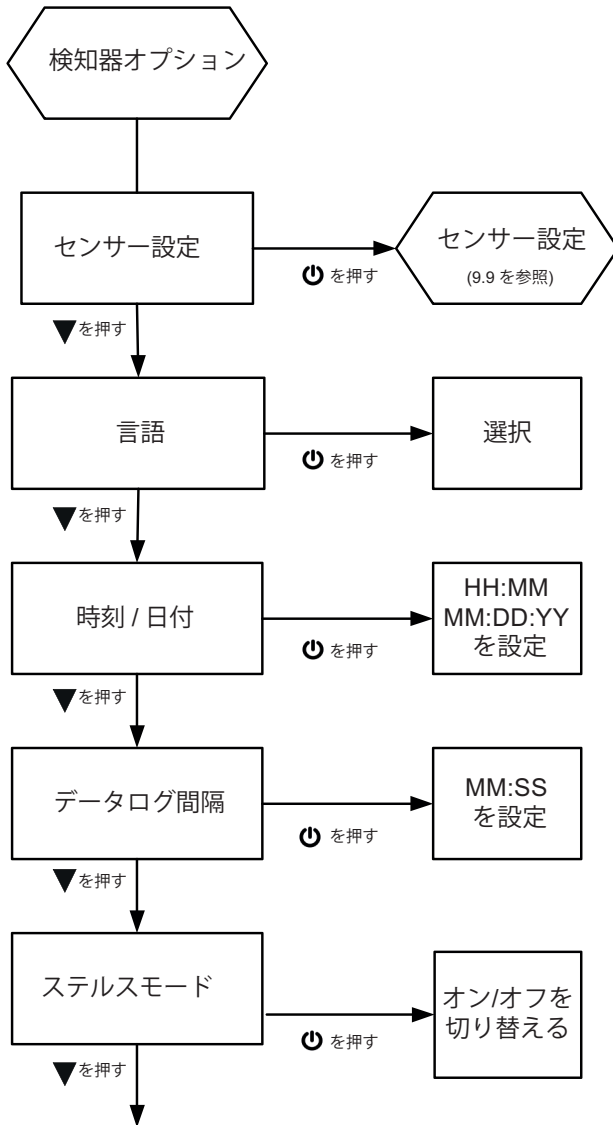 検知器オプション
センサー設定
⏻ を押す
センサー設定
(9.9 を参照)
▼を押す
言語
⏻ を押す
選択
▼を押す
時刻 / 日付
⏻ を押す
HH:MM
MM:DD:YY
を設定
▼を押す
データログ間隔
⏻ を押す
MM:SS
を設定
▼を押す
ステルスモード
⏻ を押す
オン/オフを
切り替える
▼を押す